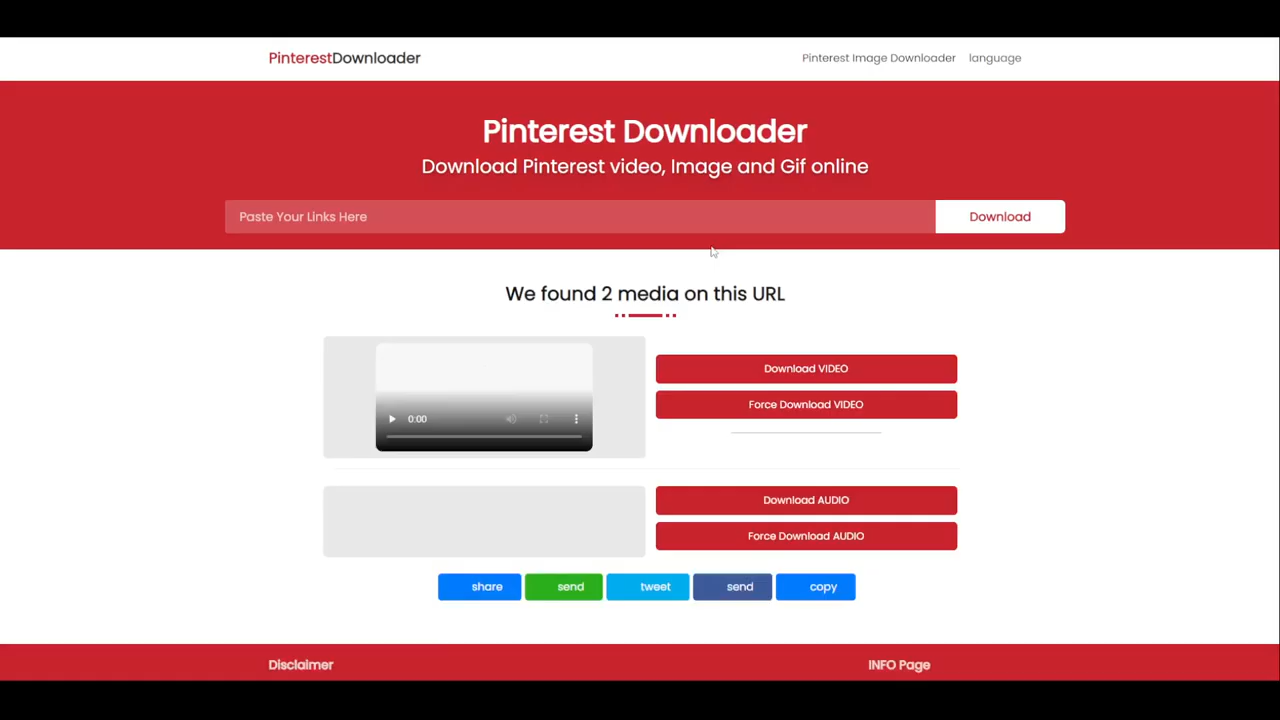 PinterestDownloader
Pinterest Image Downloader
language
Pinterest Downloader
Download Pinterest video, Image and Gif online
Paste Your Links Here
Download
We found 2 media on this URL
0:00
Download VIDEO
Force Download VIDEO
Download AUDIO
Force Download AUDIO
share
send
tweet
send
copy
Disclaimer
INFO Page